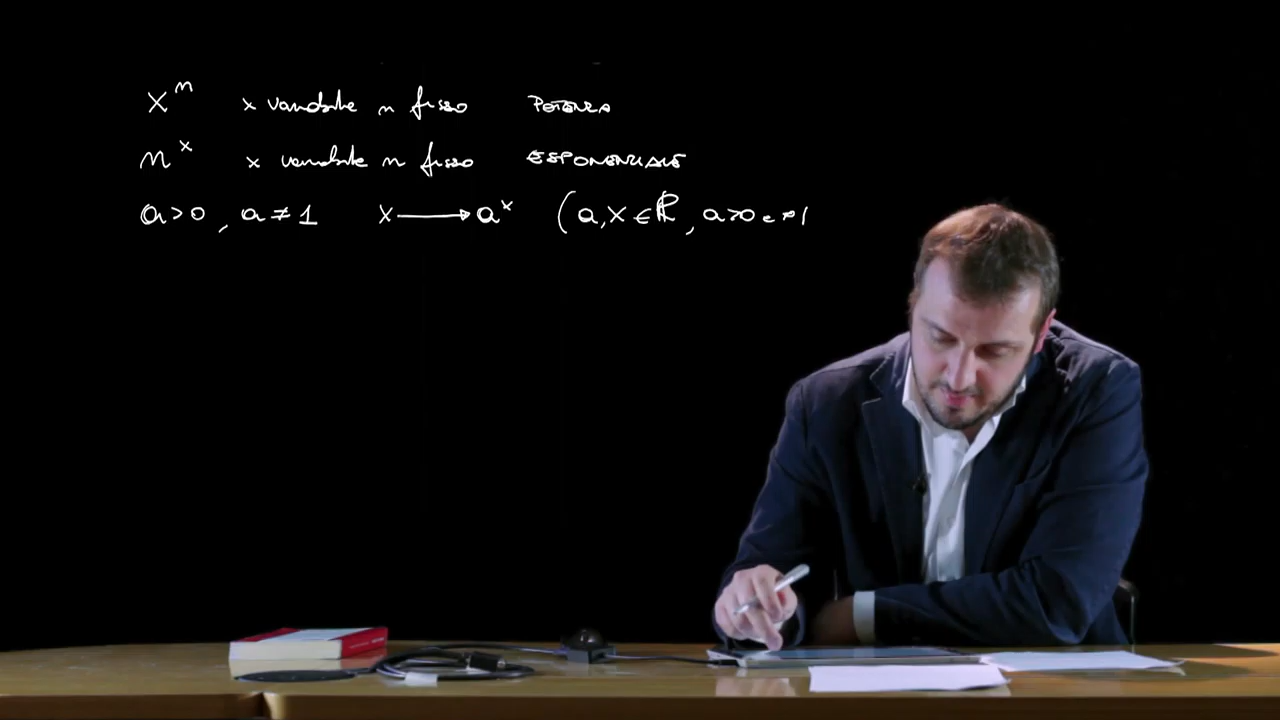 x^n x variabile n fisso POTENZA
n^x x variabile n fisso ESPONENZIALE
a>0, a≠1 x⟶a^x (a,x∈ℝ, a>0 e ≠1